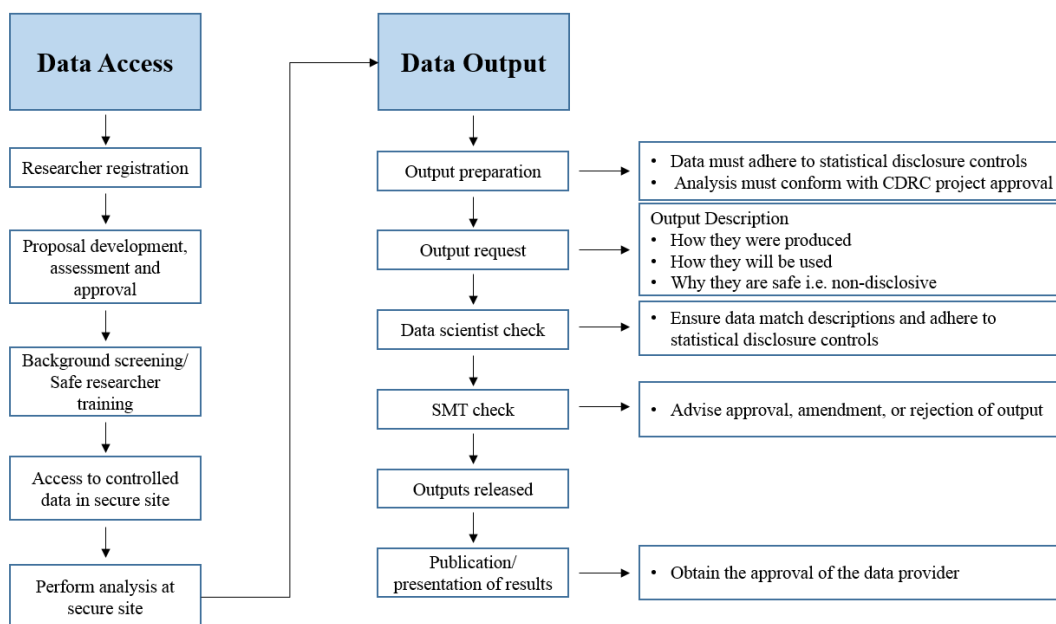 Data Access
Researcher registration
Proposal development,
assessment and
approval
Background screening/
Safe researcher
training
Access to controlled
data in secure site
Perform analysis at
secure site
Data Output
Output preparation
• Data must adhere to statistical disclosure controls
• Analysis must conform with CDRC project approval
Output request
Output Description
• How they were produced
• How they will be used
• Why they are safe i.e. non-disclosive
Data scientist check
• Ensure data match descriptions and adhere to
statistical disclosure controls
SMT check
• Advise approval, amendment, or rejection of output
Outputs released
Publication/
presentation of results
• Obtain the approval of the data provider